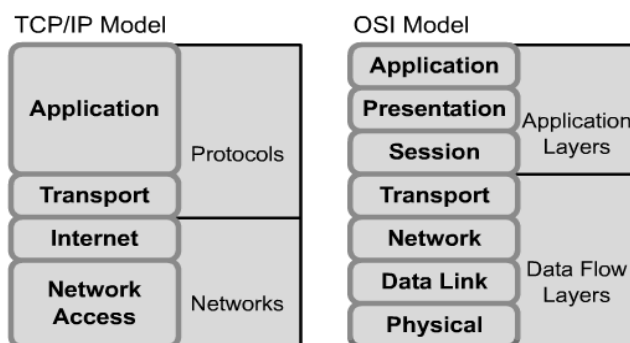 TCP/IP Model
Application
Protocols
Transport
Internet
Network
Access
Networks
OSI Model
Application
Presentation
Session
Application
Layers
Transport
Network
Data Link
Physical
Data Flow
Layers